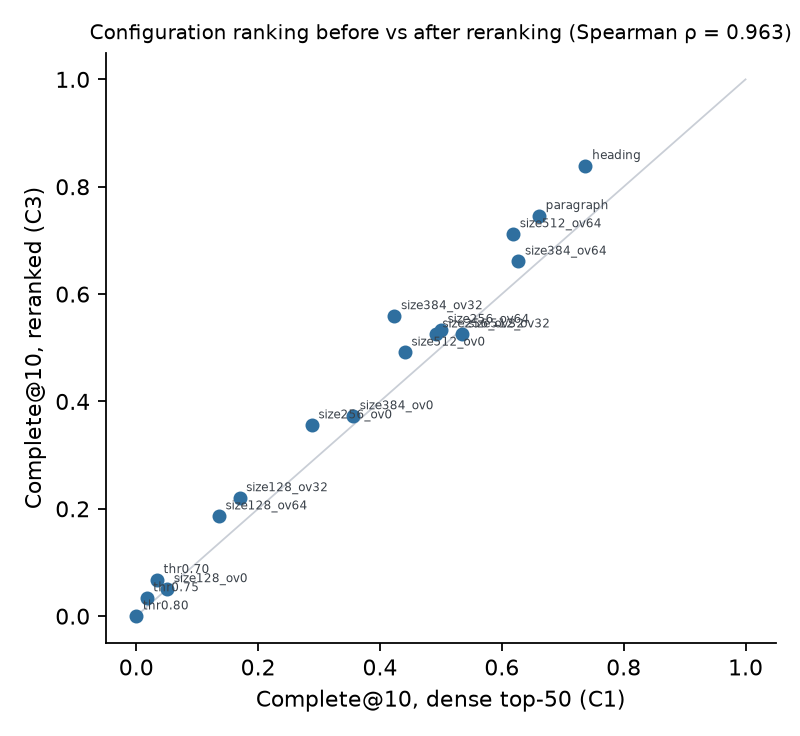 Configuration ranking before vs after reranking (Spearman ρ = 0.963)
Complete@10, reranked (C3)
1.0
0.8
0.6
0.4
0.2
0.0
heading
paragraph
size512_ov64
size384_ov64
size384_ov32
size256_ov64
size512_ov32
size512_ov0
size384_ov0
size256_ov0
size128_ov32
size128_ov64
thr0.70
size128_ov0
thr0.75
thr0.80
0.0 0.2 0.4 0.6 0.8 1.0
Complete@10, dense top-50 (C1)